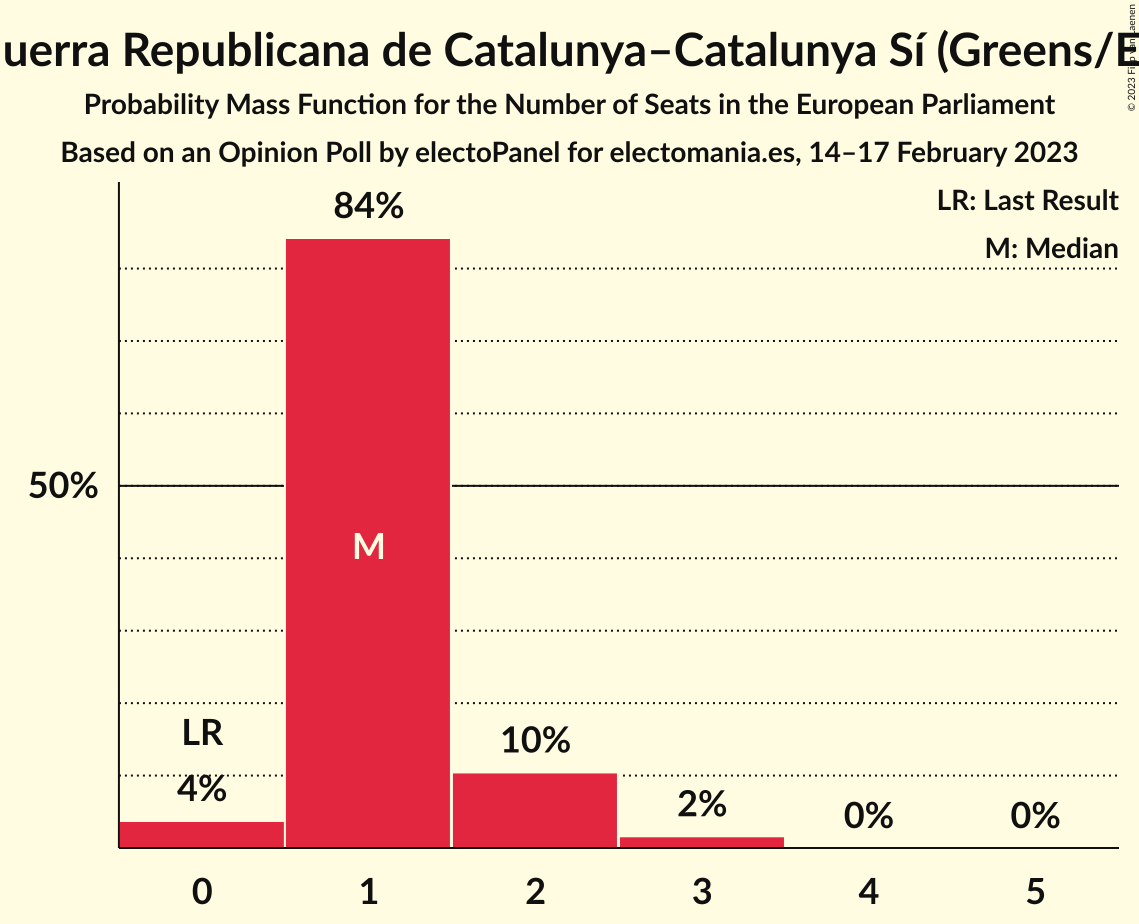 uerra Republicana de Catalunya–Catalunya Sí (Greens/E
Probability Mass Function for the Number of Seats in the European Parliament
Based on an Opinion Poll by electoPanel for electomania.es, 14–17 February 2023
© 2023
LR: Last Result
M: Median
84%
50%
M
LR
4%
10%
2%
0%
0%
0 1 2 3 4 5